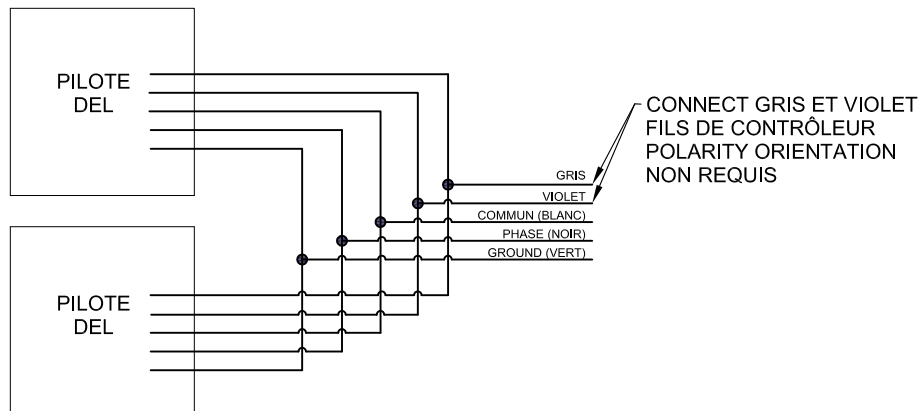 PILOTE
DEL
CONNECT GRIS ET VIOLET
FILS DE CONTRÔLEUR
POLARITY ORIENTATION
NON REQUIS
GRIS
VIOLET
COMMUN (BLANC)
PHASE (NOIR)
GROUND (VERT)
PILOTE
DEL